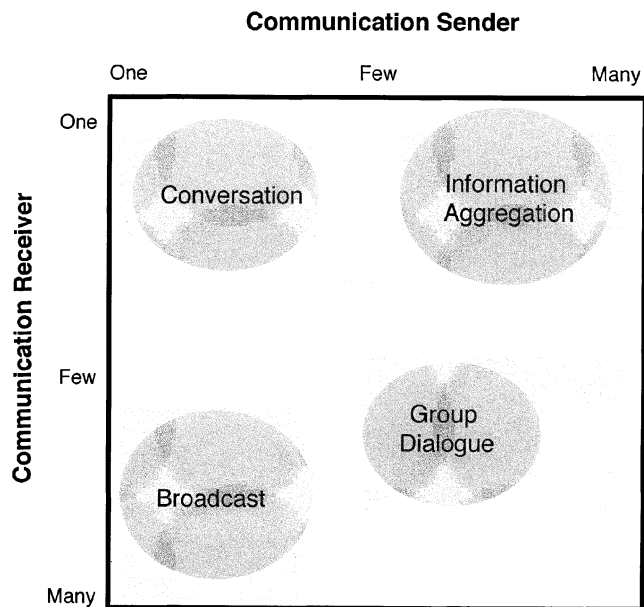 Communication Sender
One Few Many
Communication Receiver
One
Conversation
Information
Aggregation
Few
Group
Dialogue
Broadcast
Many